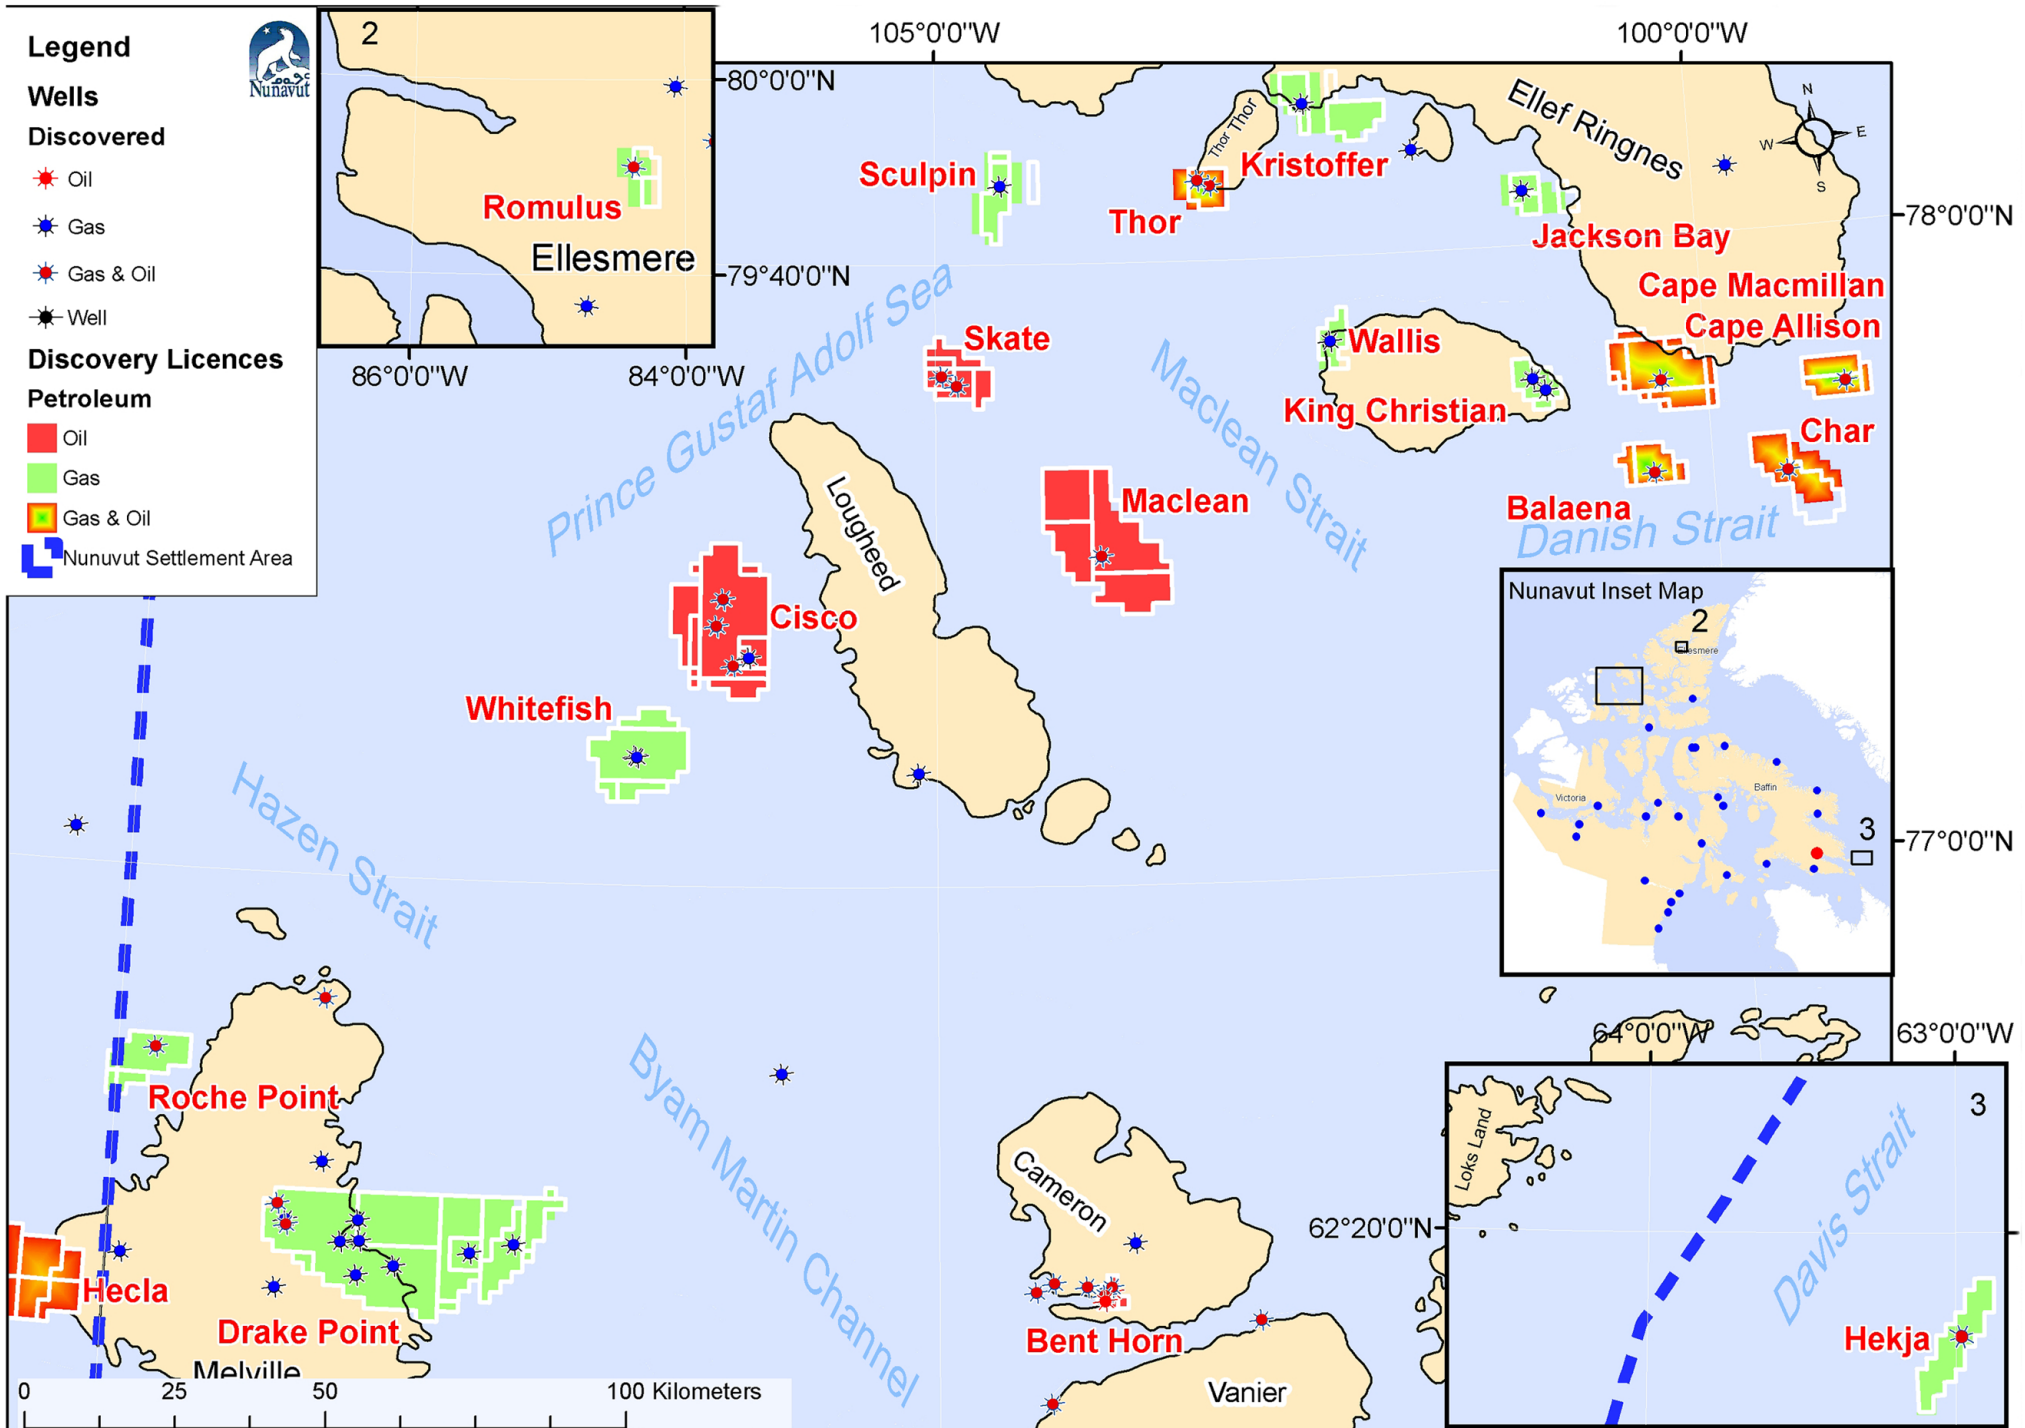 Legend
Nunavut
Wells
Discovered
Oil
Gas
Gas & Oil
Well
Discovery Licences
Petroleum
Oil
Gas
Gas & Oil
Nunuvut Settlement Area
2
Romulus
Ellesmere
80°0'0"N
79°40'0"N
86°0'0"W
84°0'0"W
105°0'0"W
100°0'0"W
78°0'0"N
77°0'0"N
N
E
S
W
Ellef Ringnes
Thor Thor
Sculpin
Thor
Kristoffer
Jackson Bay
Cape Macmillan
Cape Allison
Skate
Wallis
King Christian
Char
Balaena
Danish Strait
Prince Gustaf Adolf Sea
Maclean Strait
Maclean
Lougheed
Cisco
Whitefish
Hazen Strait
Byam Martin Channel
Roche Point
Hecla
Drake Point
Melville
0
25
50
100 Kilometers
Cameron
Bent Horn
Vanier
Nunavut Inset Map
2
Ellesmere
Victoria
Baffin
3
64°0'0"W
63°0'0"W
62°20'0"N
3
Loks Land
Davis Strait
Hekja